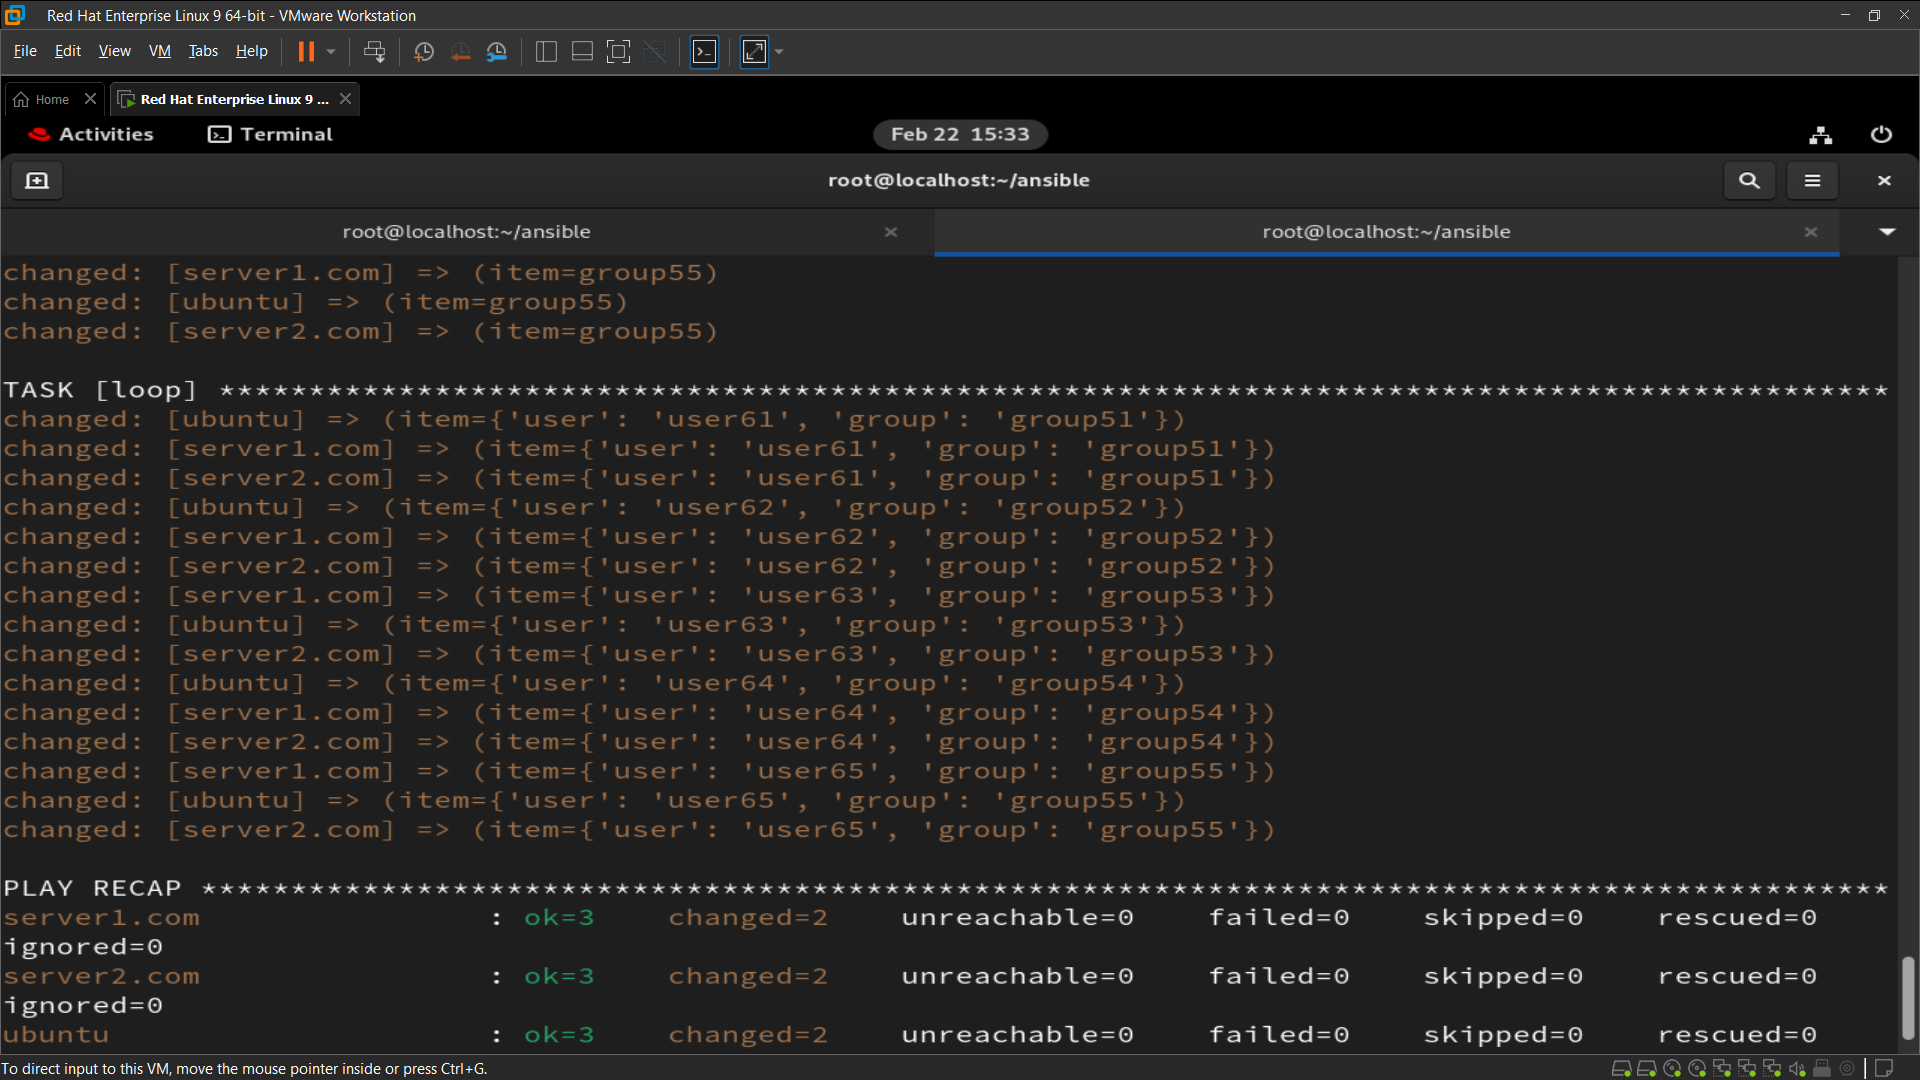 Red Hat Enterprise Linux 9 64-bit - VMware Workstation
File Edit View VM Tabs Help
Home Red Hat Enterprise Linux 9 ...
Activities Terminal Feb 22 15:33
root@localhost:~/ansible
root@localhost:~/ansible root@localhost:~/ansible
changed: [server1.com] => (item=group55)
changed: [ubuntu] => (item=group55)
changed: [server2.com] => (item=group55)
TASK [loop] *********************************************************************************************
changed: [ubuntu] => (item={'user': 'user61', 'group': 'group51'})
changed: [server1.com] => (item={'user': 'user61', 'group': 'group51'})
changed: [server2.com] => (item={'user': 'user61', 'group': 'group51'})
changed: [ubuntu] => (item={'user': 'user62', 'group': 'group52'})
changed: [server1.com] => (item={'user': 'user62', 'group': 'group52'})
changed: [server2.com] => (item={'user': 'user62', 'group': 'group52'})
changed: [server1.com] => (item={'user': 'user63', 'group': 'group53'})
changed: [ubuntu] => (item={'user': 'user63', 'group': 'group53'})
changed: [server2.com] => (item={'user': 'user63', 'group': 'group53'})
changed: [ubuntu] => (item={'user': 'user64', 'group': 'group54'})
changed: [server1.com] => (item={'user': 'user64', 'group': 'group54'})
changed: [server2.com] => (item={'user': 'user64', 'group': 'group54'})
changed: [server1.com] => (item={'user': 'user65', 'group': 'group55'})
changed: [ubuntu] => (item={'user': 'user65', 'group': 'group55'})
changed: [server2.com] => (item={'user': 'user65', 'group': 'group55'})
PLAY RECAP **********************************************************************************************
server1.com : ok=3 changed=2 unreachable=0 failed=0 skipped=0 rescued=0
ignored=0
server2.com : ok=3 changed=2 unreachable=0 failed=0 skipped=0 rescued=0
ignored=0
ubuntu : ok=3 changed=2 unreachable=0 failed=0 skipped=0 rescued=0
To direct input to this VM, move the mouse pointer inside or press Ctrl+G.